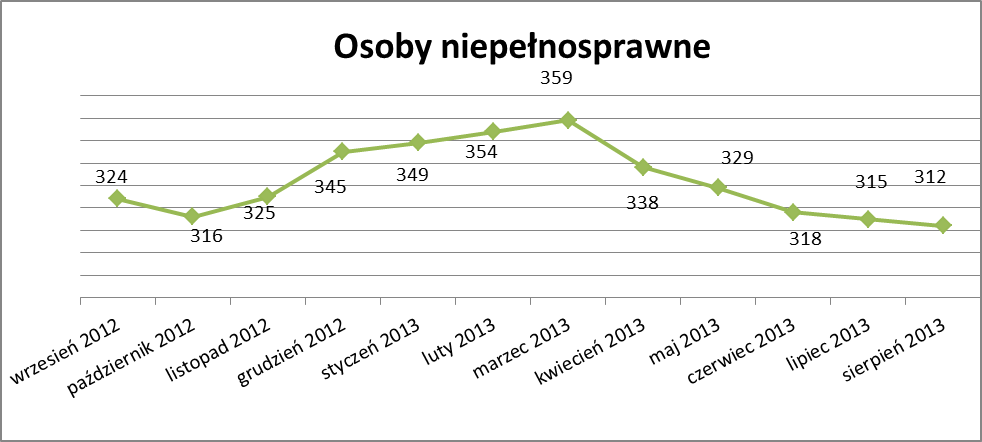 Osoby niepełnosprawne
324
316
325
345
349
354
359
338
329
318
315
312
wrzesień 2012
październik 2012
listopad 2012
grudzień 2012
styczeń 2013
luty 2013
marzec 2013
kwiecień 2013
maj 2013
czerwiec 2013
lipiec 2013
sierpień 2013